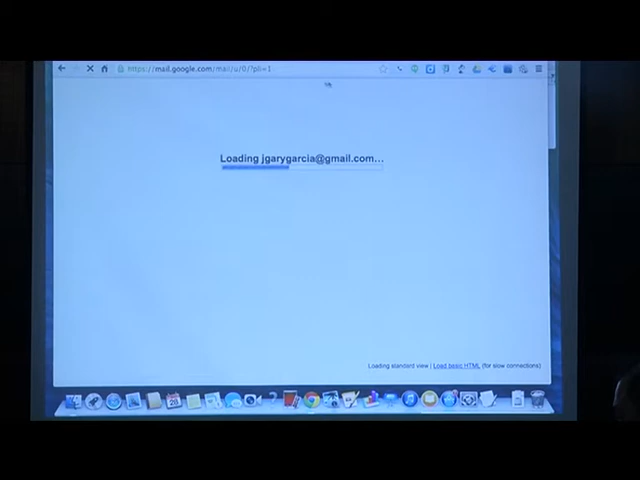 https://mail.google.com/mail/u/0/?pli=1
Loading jgarygarcia@gmail.com...
Loading standard view | Load basic HTML (for slow connections)
28